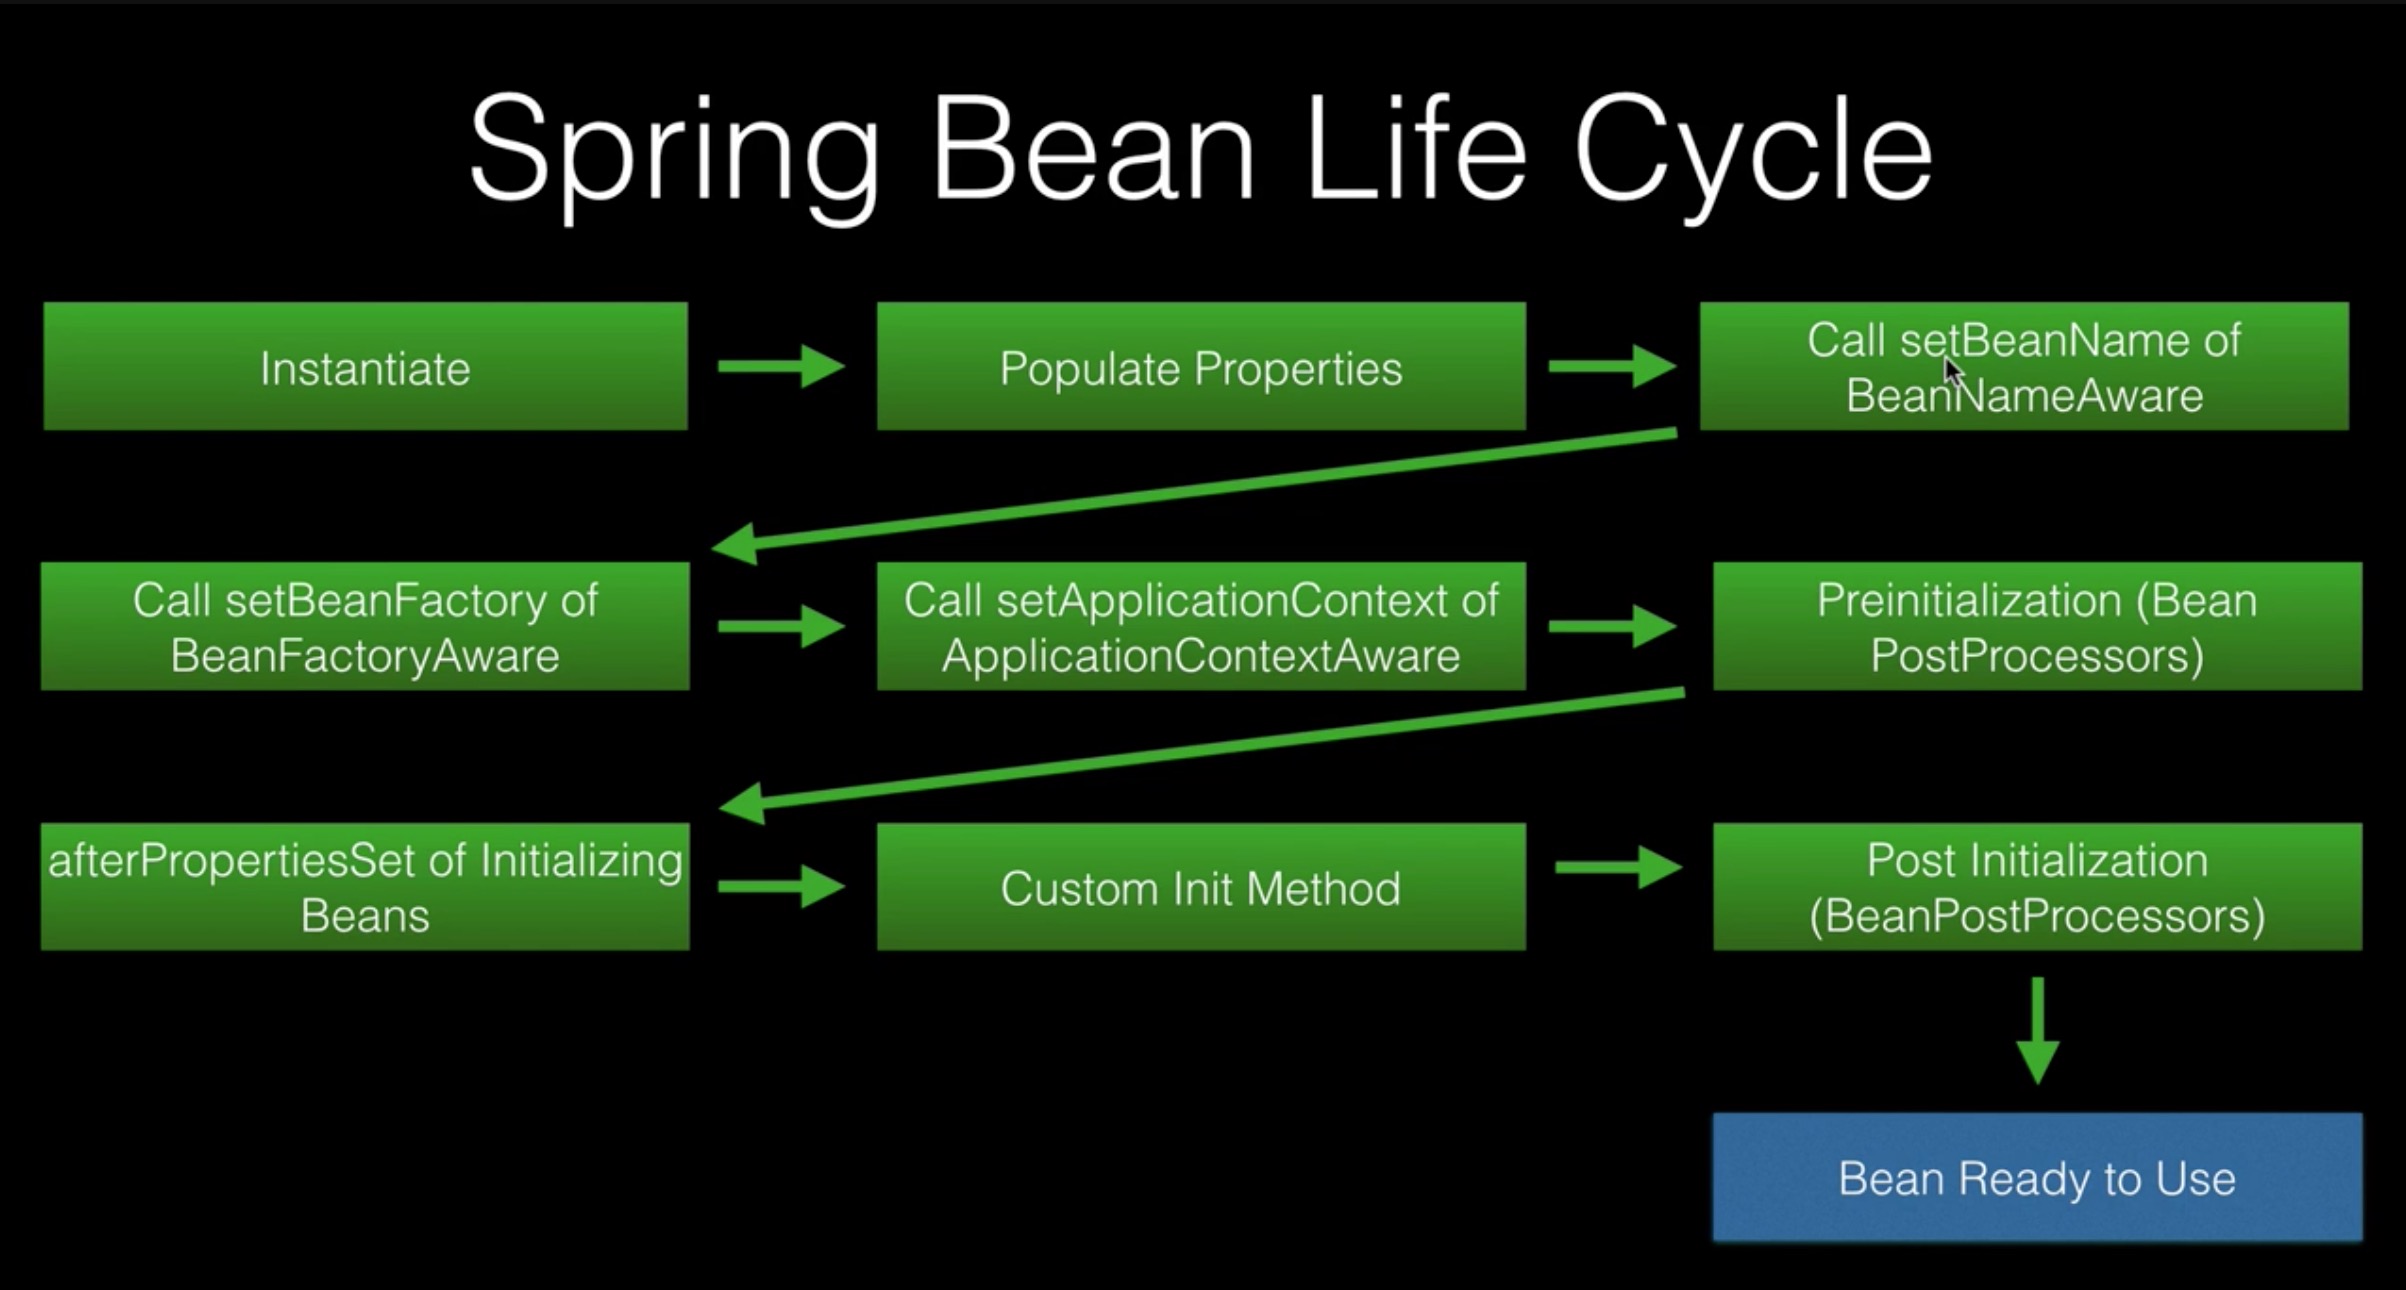 Spring Bean Life Cycle
Instantiate
Populate Properties
Call setBeanName of
BeanNameAware
Call setBeanFactory of
BeanFactoryAware
Call setApplicationContext of
ApplicationContextAware
Preinitialization (Bean
PostProcessors)
afterPropertiesSet of Initializing
Beans
Custom Init Method
Post Initialization
(BeanPostProcessors)
Bean Ready to Use